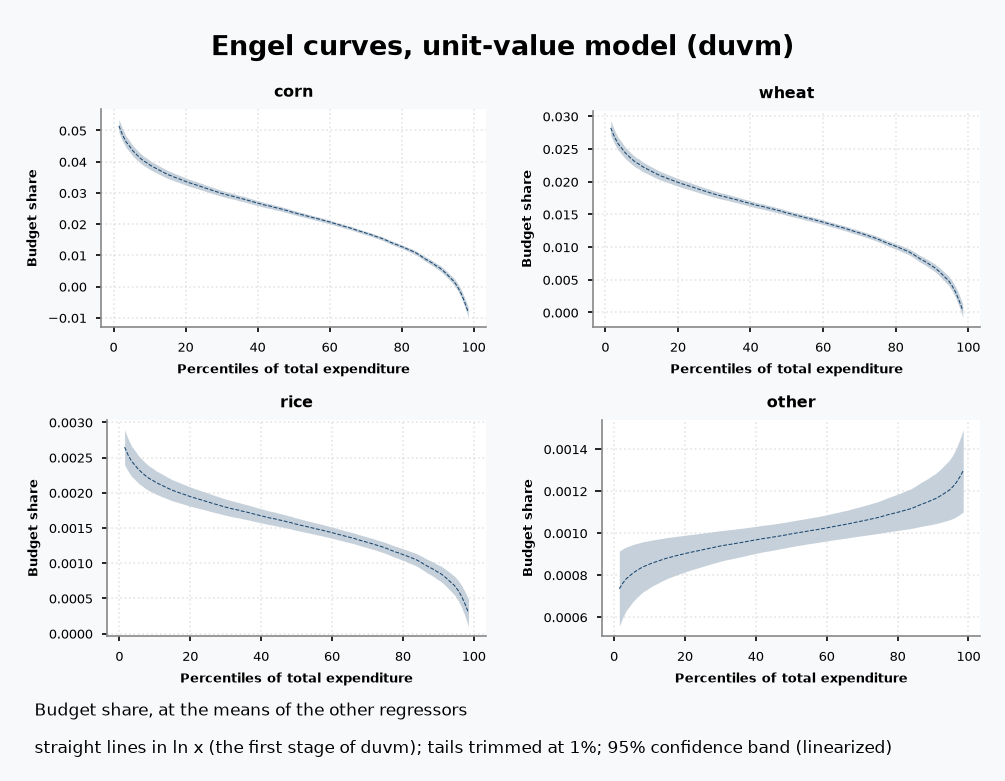 Engel curves, unit-value model (duvm)
corn
Budget share
0.05
0.04
0.03
0.02
0.01
0.00
−0.01
0 20 40 60 80 100
Percentiles of total expenditure
wheat
Budget share
0.030
0.025
0.020
0.015
0.010
0.005
0.000
0 20 40 60 80 100
Percentiles of total expenditure
rice
Budget share
0.0030
0.0025
0.0020
0.0015
0.0010
0.0005
0.0000
0 20 40 60 80 100
Percentiles of total expenditure
other
Budget share
0.0014
0.0012
0.0010
0.0008
0.0006
0 20 40 60 80 100
Percentiles of total expenditure
Budget share, at the means of the other regressors
straight lines in ln x (the first stage of duvm); tails trimmed at 1%; 95% confidence band (linearized)